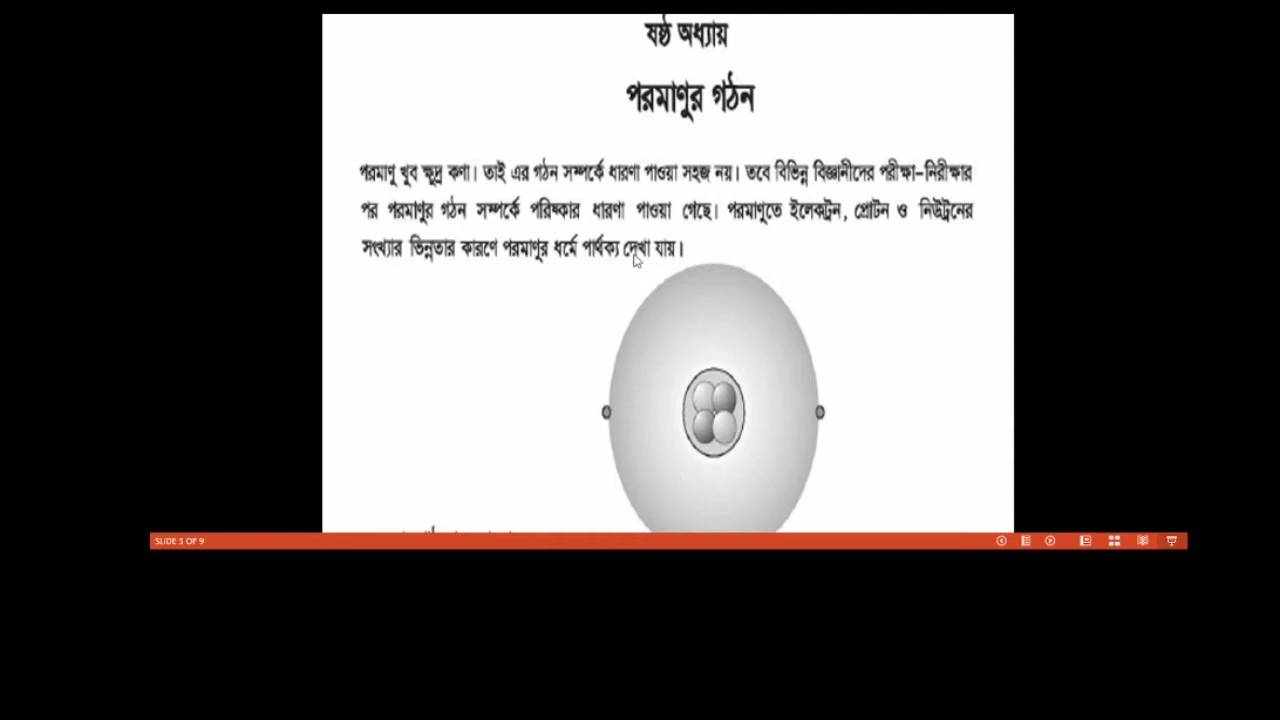 ষষ্ঠ অধ্যায়
পরমাণুর গঠন
পরমাণু খুব ক্ষুদ্র কণা। তাই এর গঠন সম্পর্কে ধারণা পাওয়া সহজ নয়। তবে বিভিন্ন বিজ্ঞানীদের পরীক্ষা–নিরীক্ষার
পর পরমাণুর গঠন সম্পর্কে পরিষ্কার ধারণা পাওয়া গেছে। পরমাণুতে ইলেকট্রন, প্রোটন ও নিউট্রনের
সংখ্যার ভিন্নতার কারণে পরমাণুর ধর্মে পার্থক্য দেখা যায়।
SLIDE 3 OF 9